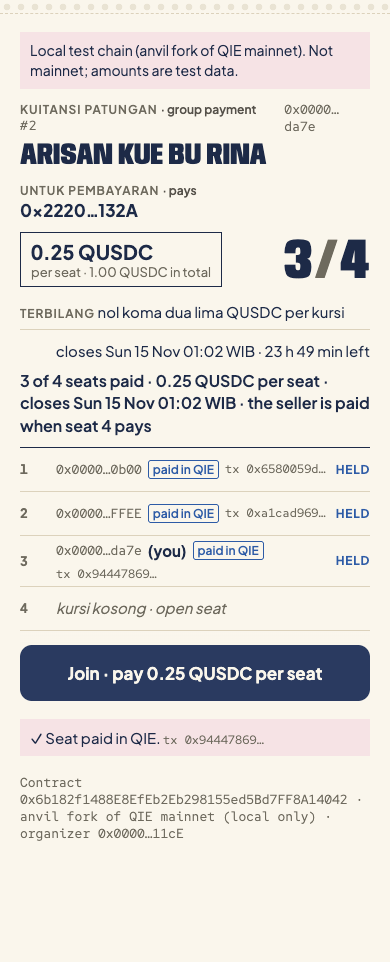 Local test chain (anvil fork of QIE mainnet). Not
mainnet; amounts are test data.
KUITANSI PATUNGAN · group payment
#2
0x0000…
da7e
ARISAN KUE BU RINA
UNTUK PEMBAYARAN · pays
0×2220…132A
0.25 QUSDC
per seat · 1.00 QUSDC in total
3/4
TERBILANG nol koma dua lima QUSDC per kursi
closes Sun 15 Nov 01:02 WIB · 23 h 49 min left
3 of 4 seats paid · 0.25 QUSDC per seat ·
closes Sun 15 Nov 01:02 WIB · the seller is paid
when seat 4 pays
1 0x0000…0b00 paid in QIE tx 0x6580059d… HELD
2 0x0000…FFEE paid in QIE tx 0xa1cad969… HELD
3 0x0000…da7e (you) paid in QIE HELD
tx 0x94447869…
4 kursi kosong · open seat
Join · pay 0.25 QUSDC per seat
✓ Seat paid in QIE. tx 0x94447869…
Contract
0x6b182f1488E8EfEb2Eb298155ed5Bd7FF8A14042 ·
anvil fork of QIE mainnet (local only) ·
organizer 0x0000…11cE